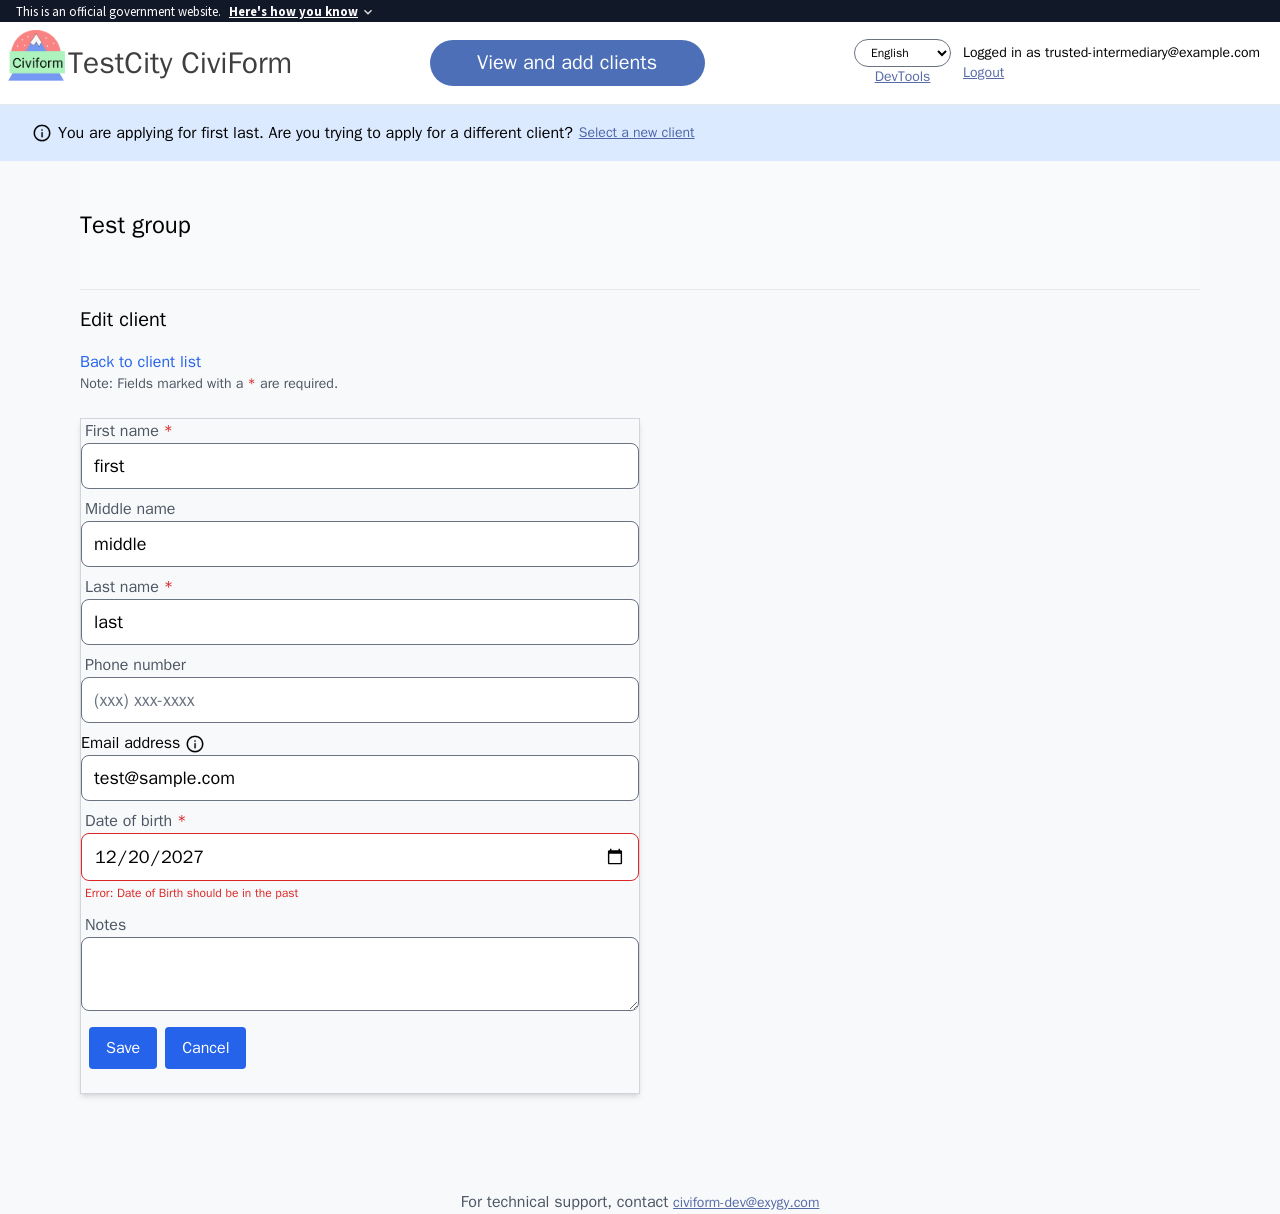 This is an official government website. Here's how you know
Civiform TestCity CiviForm
View and add clients
English
DevTools
Logged in as trusted-intermediary@example.com
Logout
You are applying for first last. Are you trying to apply for a different client? Select a new client
Test group
Edit client
Back to client list
Note: Fields marked with a * are required.
First name *
first
Middle name
middle
Last name *
last
Phone number
(xxx) xxx-xxxx
Email address
test@sample.com
Date of birth *
12/20/2027
Error: Date of Birth should be in the past
Notes
Save Cancel
For technical support, contact civiform-dev@exygy.com